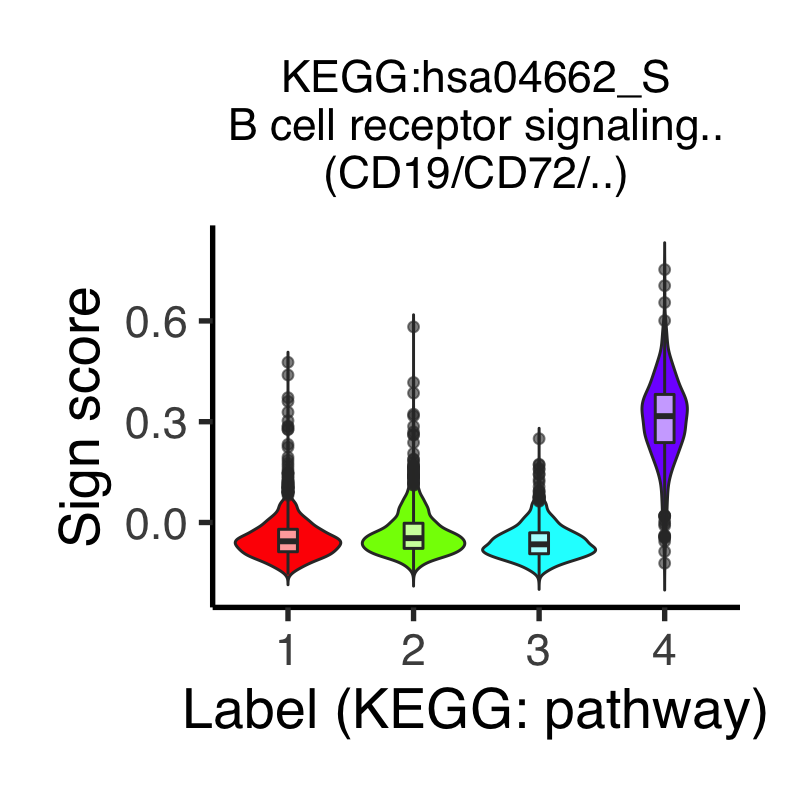 KEGG:hsa04662_S
B cell receptor signaling..
(CD19/CD72/..)
Sign score
0.6
0.3
0.0
1 2 3 4
Label (KEGG: pathway)